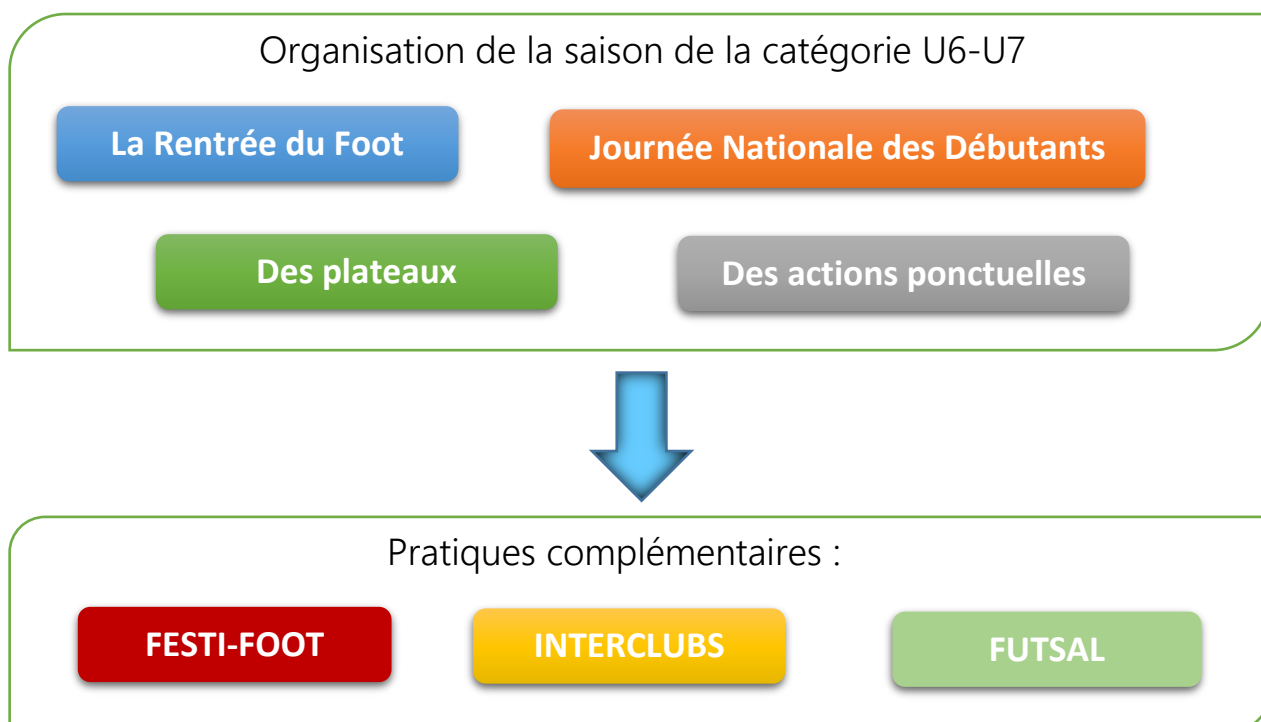 Organisation de la saison de la catégorie U6-U7
La Rentrée du Foot
Journée Nationale des Débutants
Des plateaux
Des actions ponctuelles
Pratiques complémentaires :
FESTI-FOOT
INTERCLUBS
FUTSAL